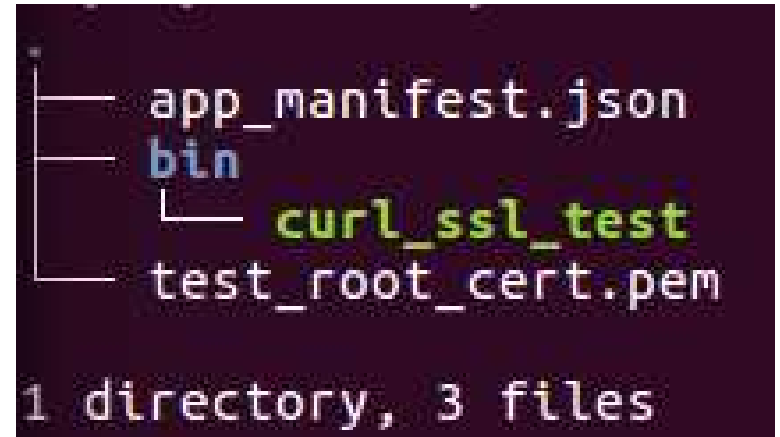 .
├── app_manifest.json
├── bin
│   └── curl_ssl_test
└── test_root_cert.pem
1 directory, 3 files